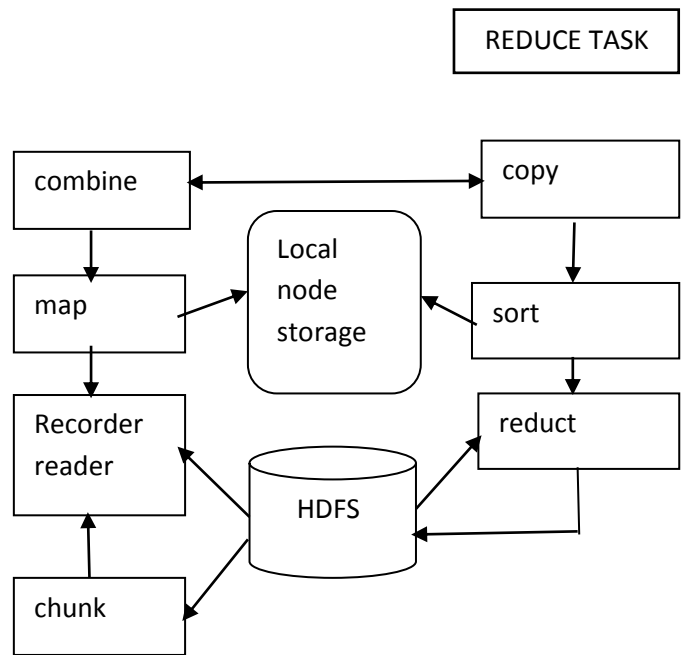 REDUCE TASK
combine
copy
Local
node
storage
map
sort
Recorder
reader
reduct
HDFS
chunk